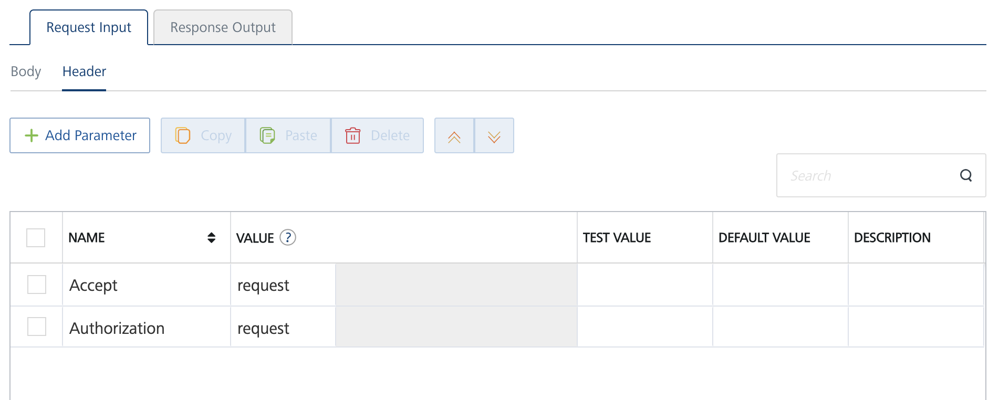 Request Input Response Output
Body Header
Add Parameter Copy Paste Delete
Search
NAME VALUE ? TEST VALUE DEFAULT VALUE DESCRIPTION
Accept request
Authorization request